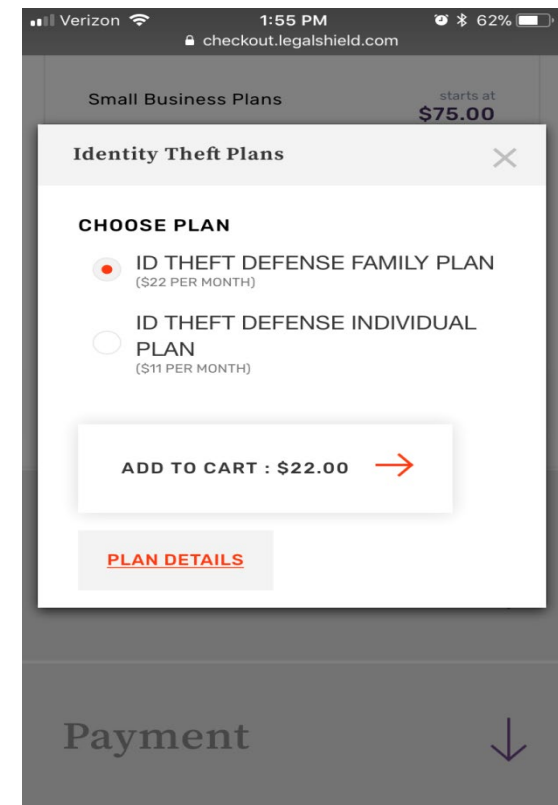 Verizon 1:55 PM 62%
checkout.legalshield.com
Small Business Plans starts at
$75.00
Identity Theft Plans
CHOOSE PLAN
ID THEFT DEFENSE FAMILY PLAN
($22 PER MONTH)
ID THEFT DEFENSE INDIVIDUAL
PLAN
($11 PER MONTH)
ADD TO CART : $22.00
PLAN DETAILS
Payment